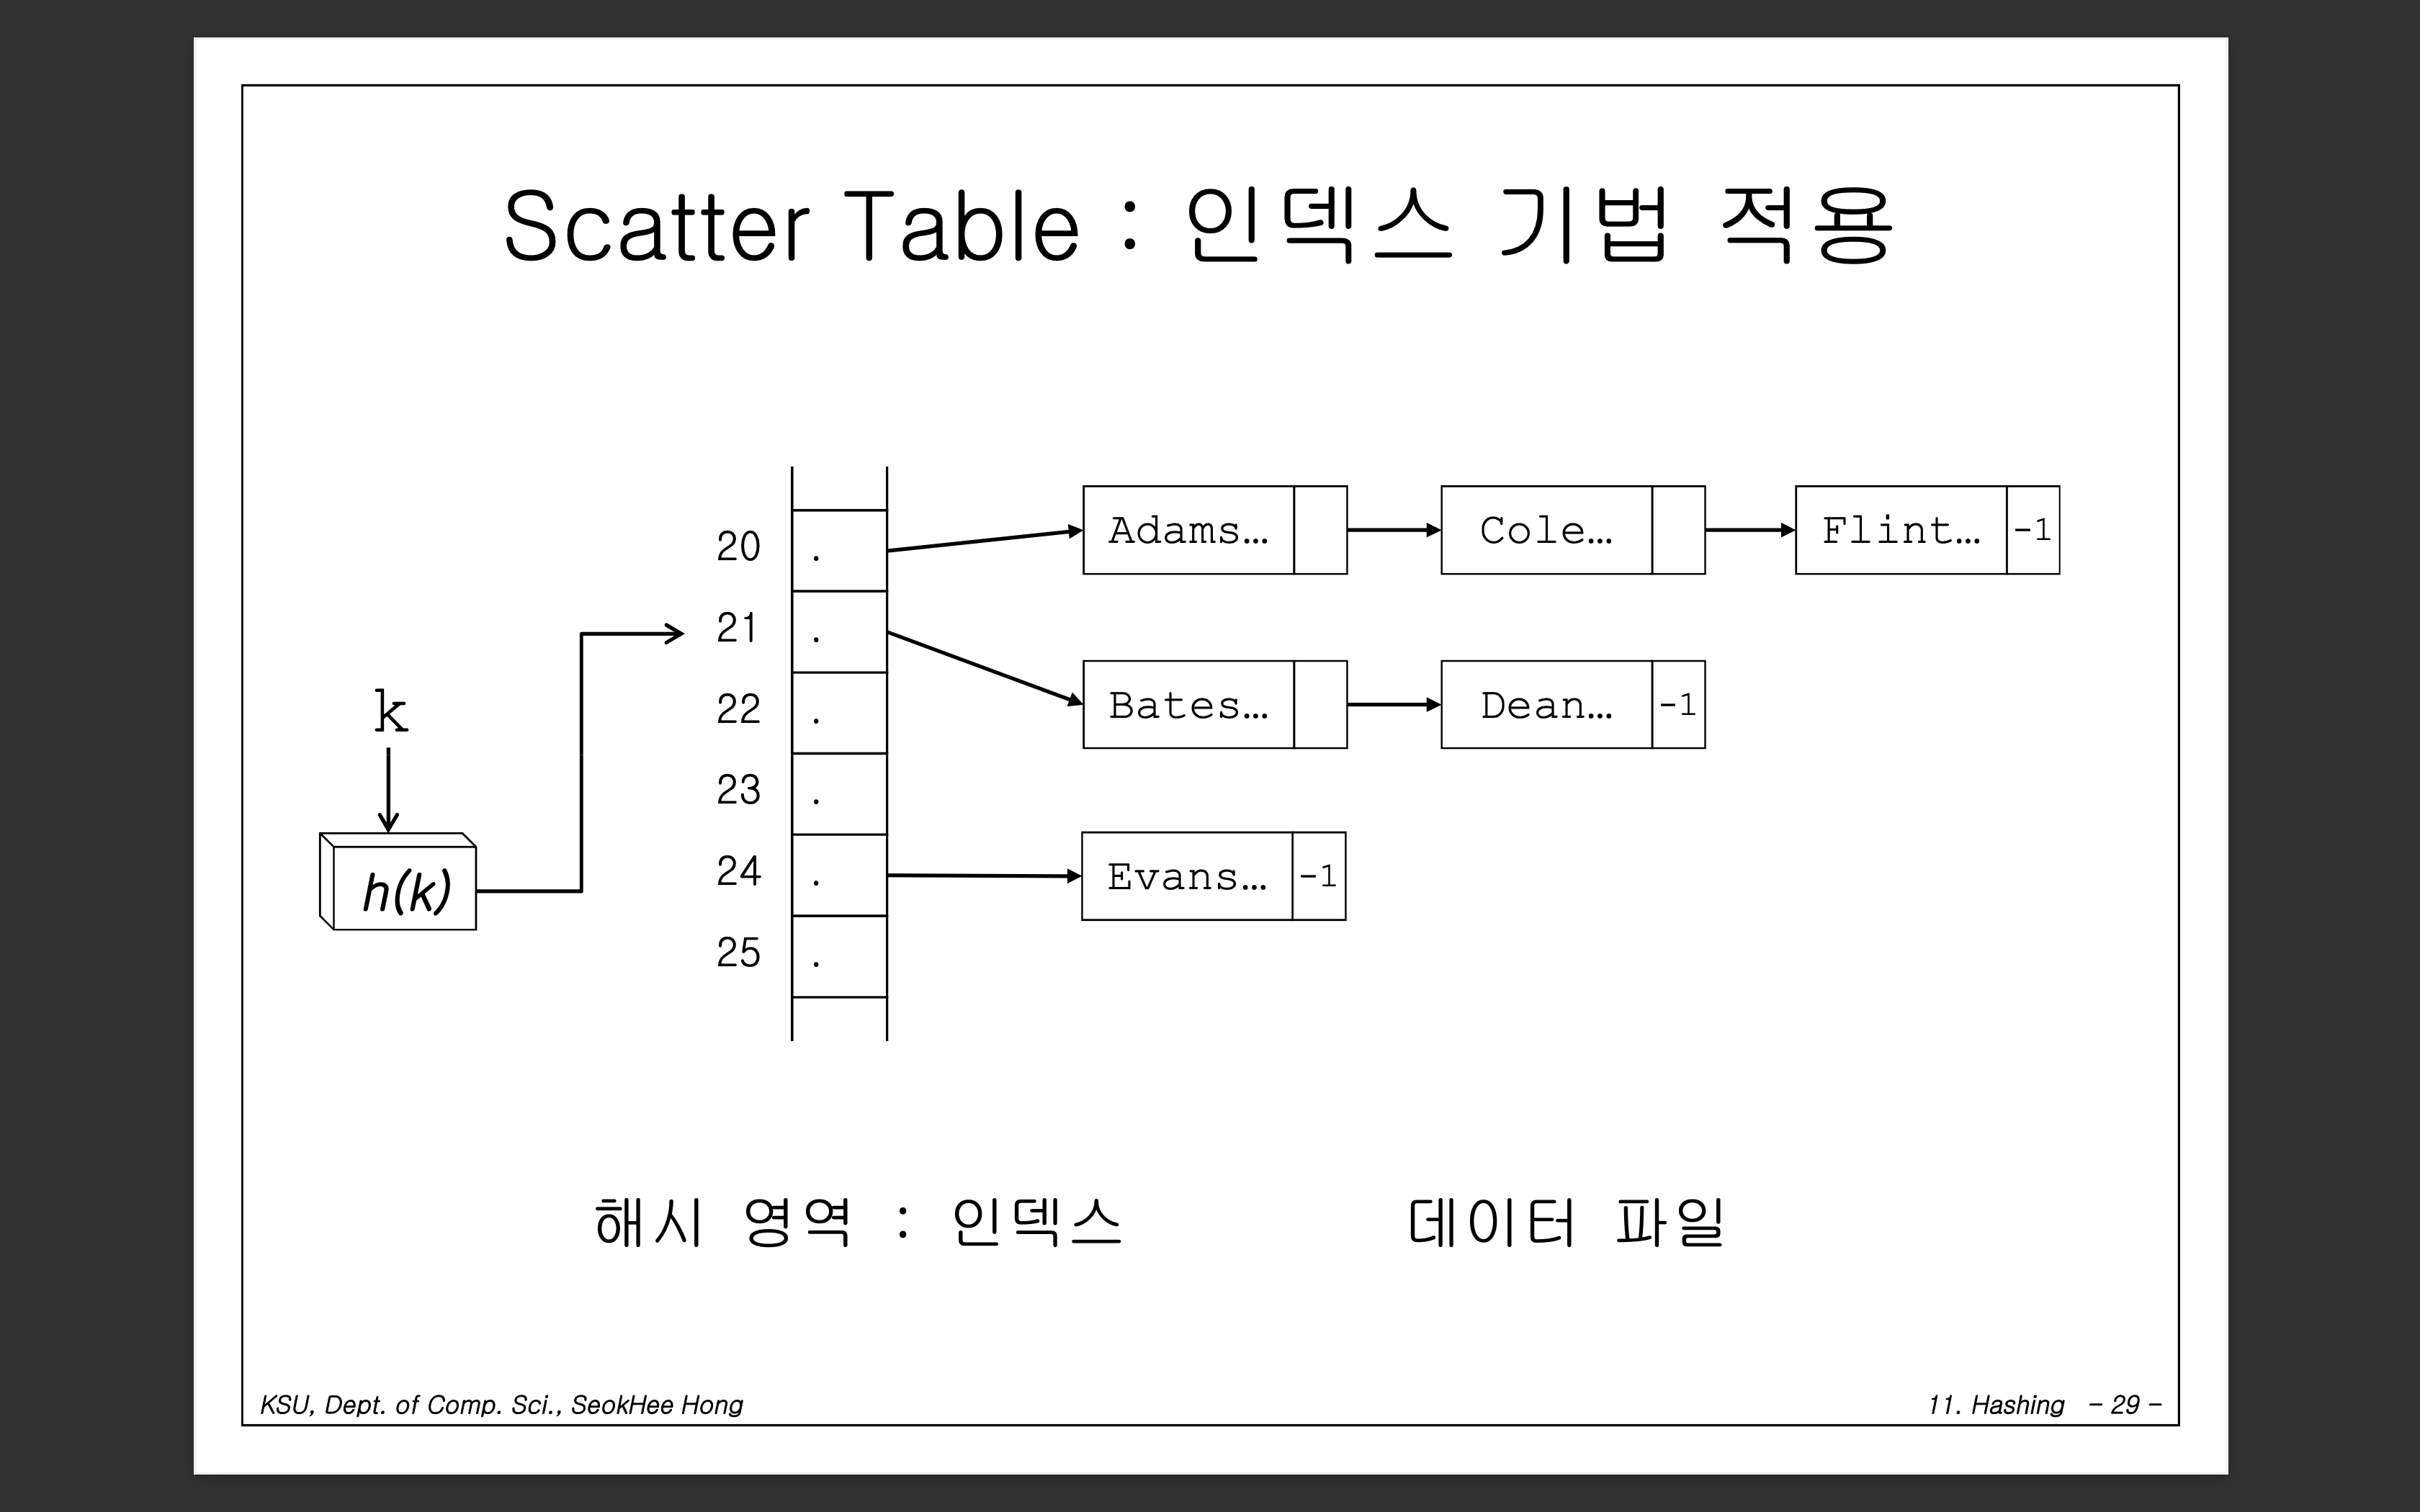 Scatter Table : 인덱스 기법 적용
20 . Adams… Cole… Flint… -1
21 .
k
22 . Bates… Dean… -1
23 .
h(k)
24 . Evans… -1
25 .
해시 영역 : 인덱스 데이터 파일
KSU, Dept. of Comp. Sci., SeokHee Hong 11. Hashing - 29 -